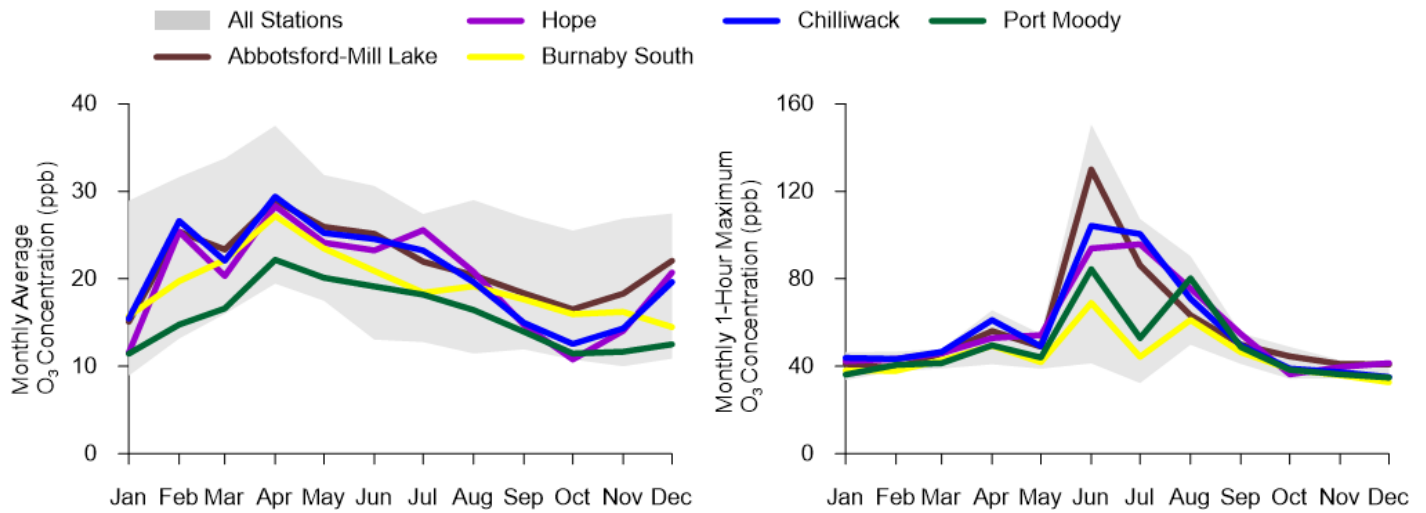 All Stations Hope Chilliwack Port Moody
Abbotsford-Mill Lake Burnaby South
Monthly Average
O₃ Concentration (ppb)
40
30
20
10
0
Jan Feb Mar Apr May Jun Jul Aug Sep Oct Nov Dec
Monthly 1-Hour Maximum
O₃ Concentration (ppb)
160
120
80
40
0
Jan Feb Mar Apr May Jun Jul Aug Sep Oct Nov Dec